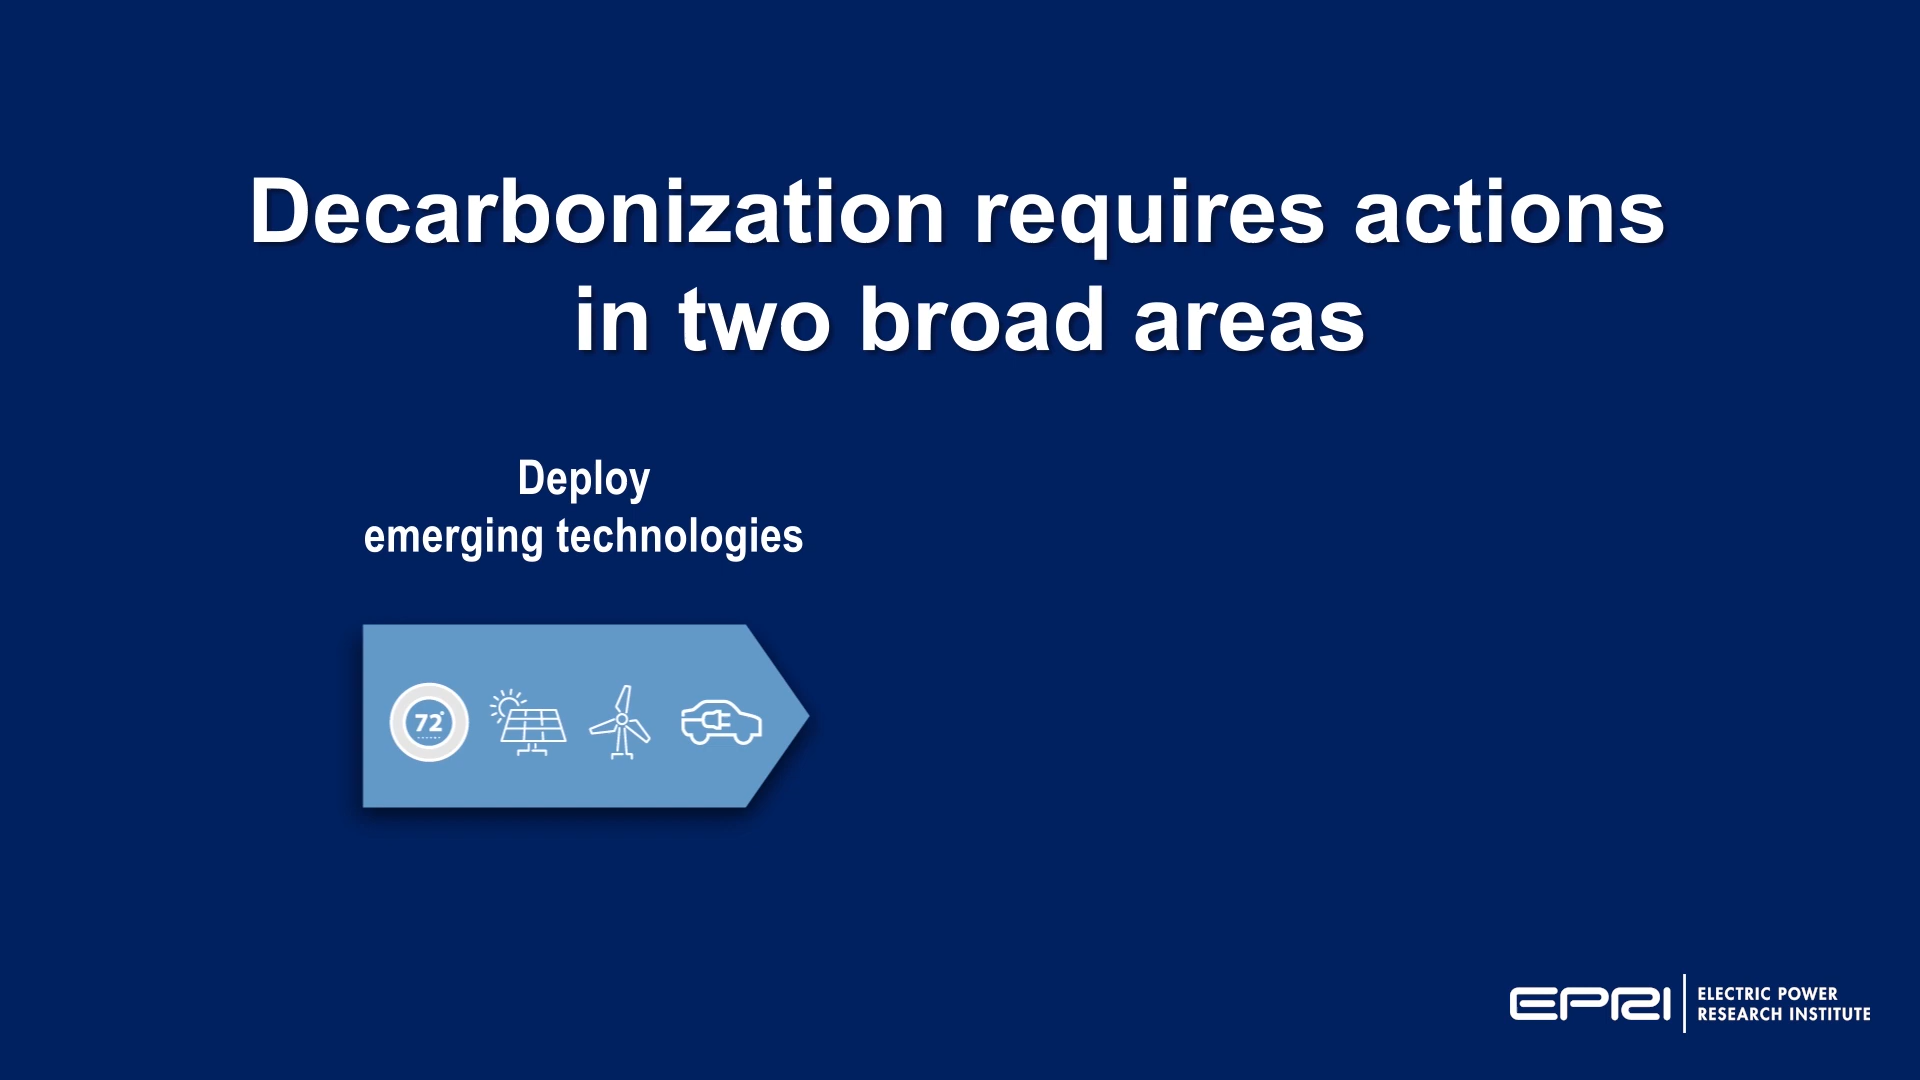 Decarbonization requires actions
in two broad areas
Deploy
emerging technologies
72°
EPRI
ELECTRIC POWER
RESEARCH INSTITUTE